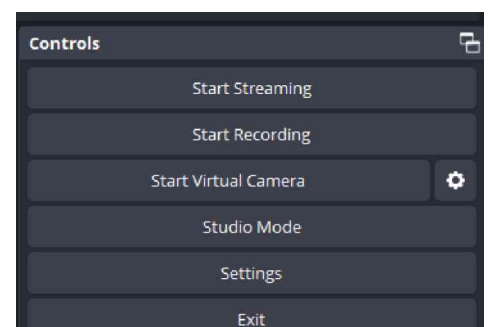 Controls
Start Streaming
Start Recording
Start Virtual Camera
Studio Mode
Settings
Exit